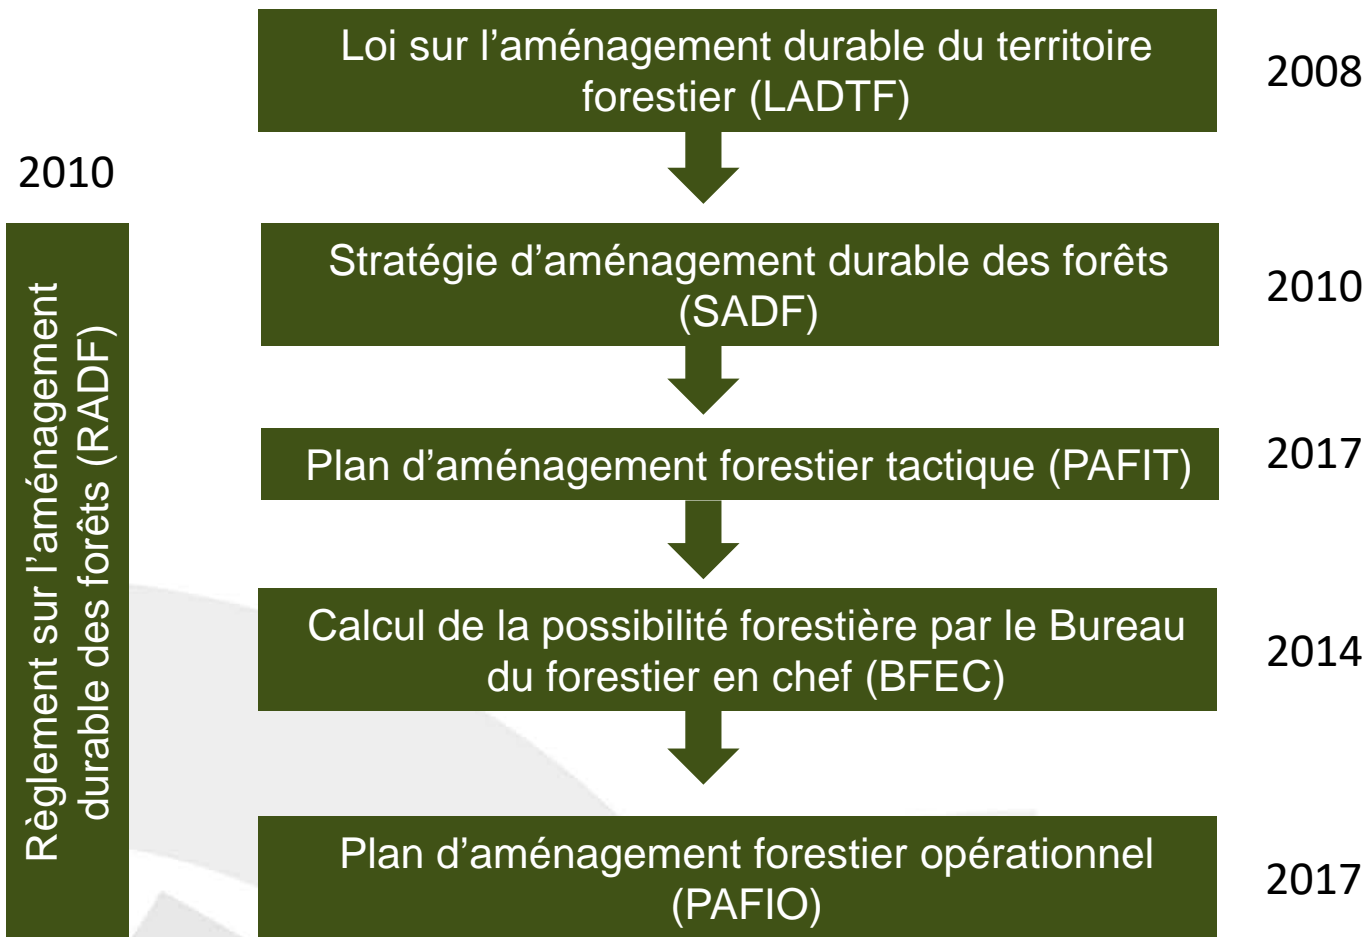 Loi sur l’aménagement durable du territoire
forestier (LADTF)
2008
2010
Règlement sur l’aménagement
durable des forêts (RADF)
Stratégie d’aménagement durable des forêts
(SADF)
2010
Plan d’aménagement forestier tactique (PAFIT)
2017
Calcul de la possibilité forestière par le Bureau
du forestier en chef (BFEC)
2014
Plan d’aménagement forestier opérationnel
(PAFIO)
2017